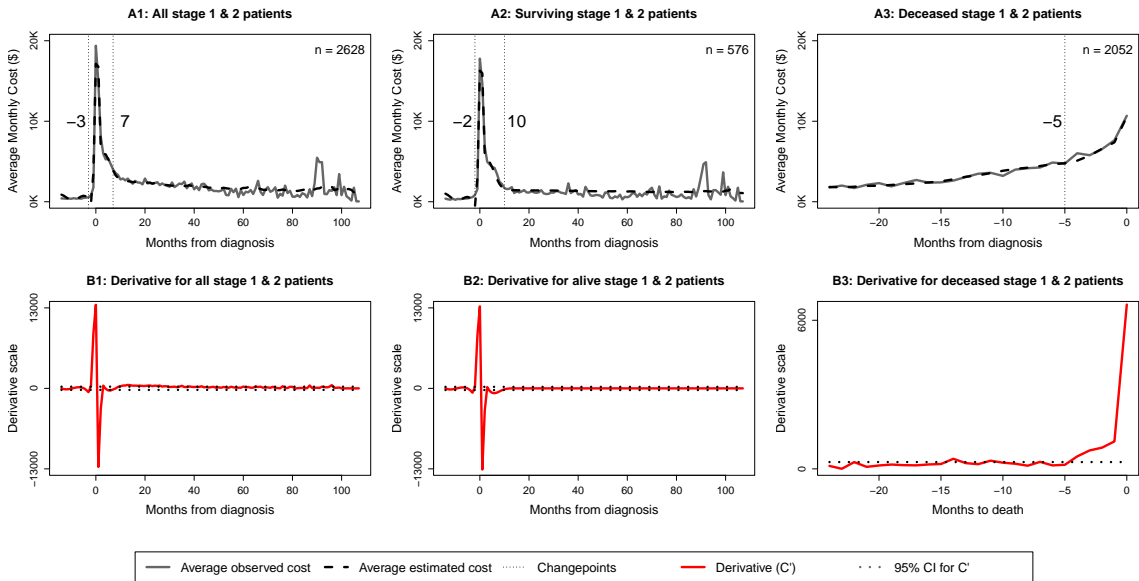 A1: All stage 1 & 2 patients
A2: Surviving stage 1 & 2 patients
A3: Deceased stage 1 & 2 patients
Average Monthly Cost ($)
0K
10K
20K
n = 2628
−3
7
0
20
40
60
80
100
Months from diagnosis
Average Monthly Cost ($)
0K
10K
20K
n = 576
−2
10
0
20
40
60
80
100
Months from diagnosis
Average Monthly Cost ($)
0K
10K
20K
n = 2052
−5
−20
−15
−10
−5
0
Months from diagnosis
B1: Derivative for all stage 1 & 2 patients
B2: Derivative for alive stage 1 & 2 patients
B3: Derivative for deceased stage 1 & 2 patients
Derivative scale
−13000
0
13000
0
20
40
60
80
100
Months from diagnosis
Derivative scale
−13000
0
13000
0
20
40
60
80
100
Months from diagnosis
Derivative scale
0
6000
−20
−15
−10
−5
0
Months to death
Average observed cost
Average estimated cost
Changepoints
Derivative (C')
95% CI for C'